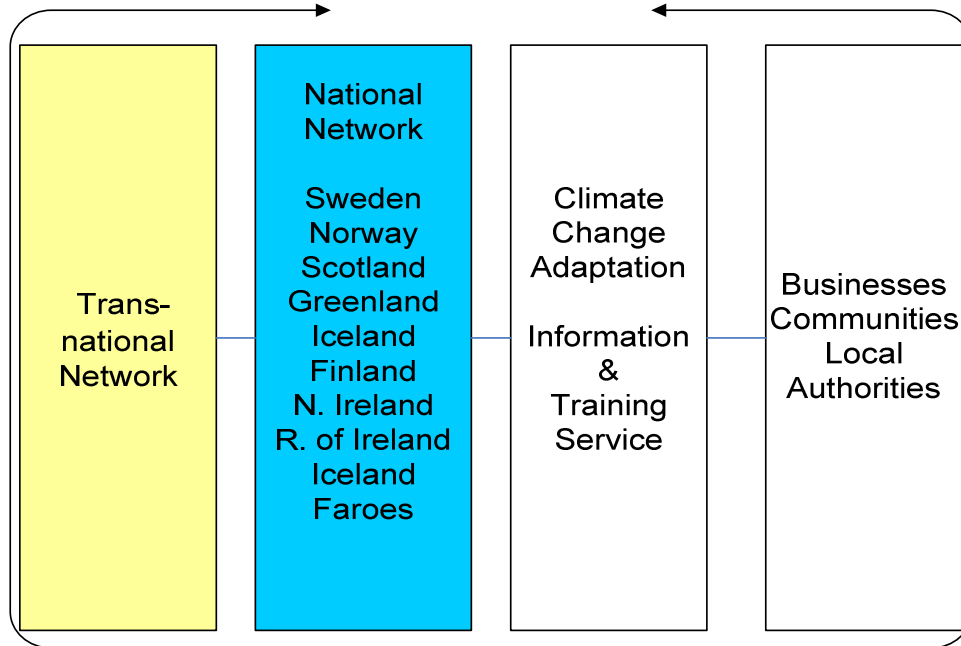 Trans-
national
Network
National
Network
Sweden
Norway
Scotland
Greenland
Iceland
Finland
N. Ireland
R. of Ireland
Iceland
Faroes
Climate
Change
Adaptation
Information
&
Training
Service
Businesses
Communities
Local
Authorities